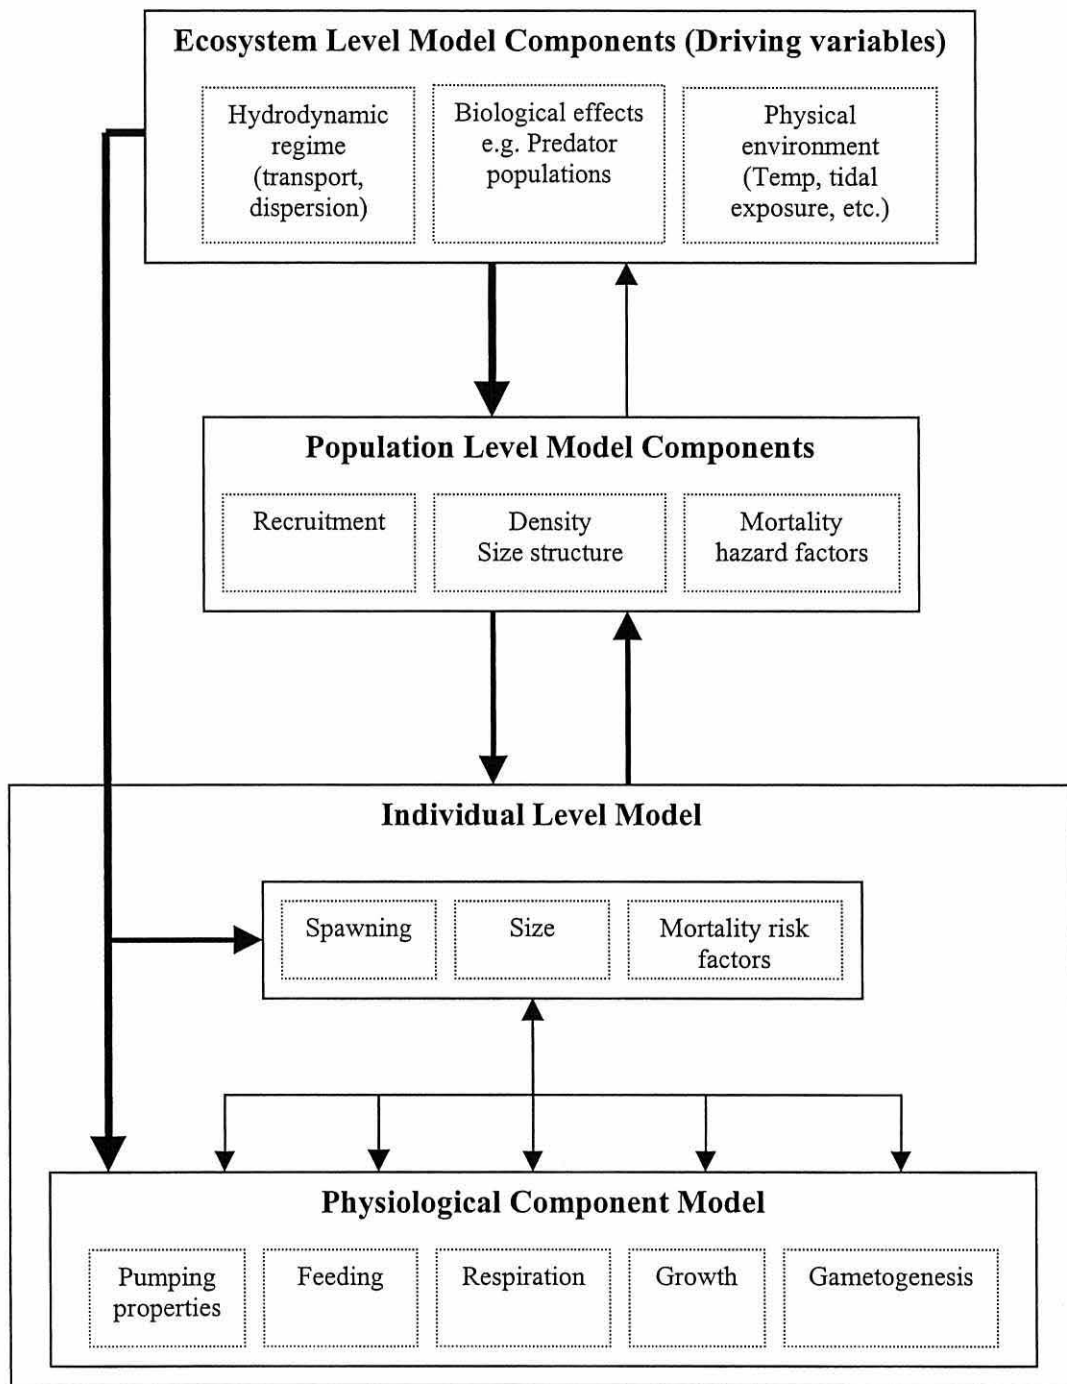 Ecosystem Level Model Components (Driving variables)
Hydrodynamic
regime
(transport,
dispersion)
Biological effects
e.g. Predator
populations
Physical
environment
(Temp, tidal
exposure, etc.)
Population Level Model Components
Recruitment
Density
Size structure
Mortality
hazard factors
Individual Level Model
Spawning
Size
Mortality risk
factors
Physiological Component Model
Pumping
properties
Feeding
Respiration
Growth
Gametogenesis